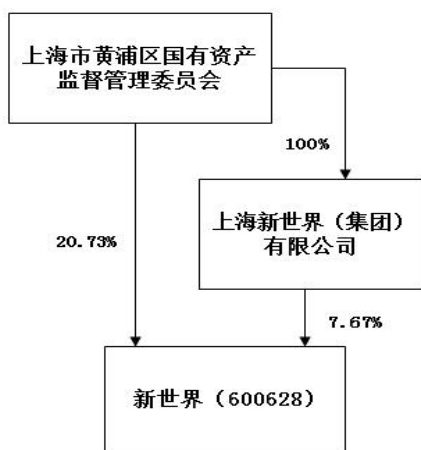 上海市黄浦区国有资产
监督管理委员会
100%
上海新世界（集团）
有限公司
20.73%
7.67%
新世界（600628）